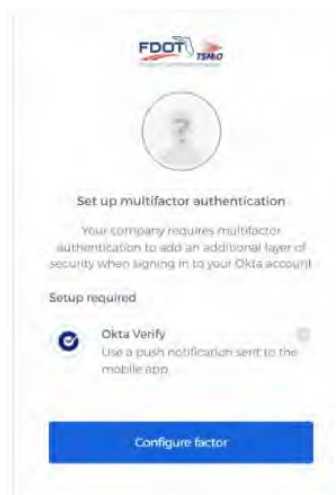 FDOT
TSM&O
?
Set up multifactor authentication
Your company requires multifactor
authentication to add an additional layer of
security when signing in to your Okta account
Setup required
Okta Verify
Use a push notification sent to the
mobile app.
Configure factor